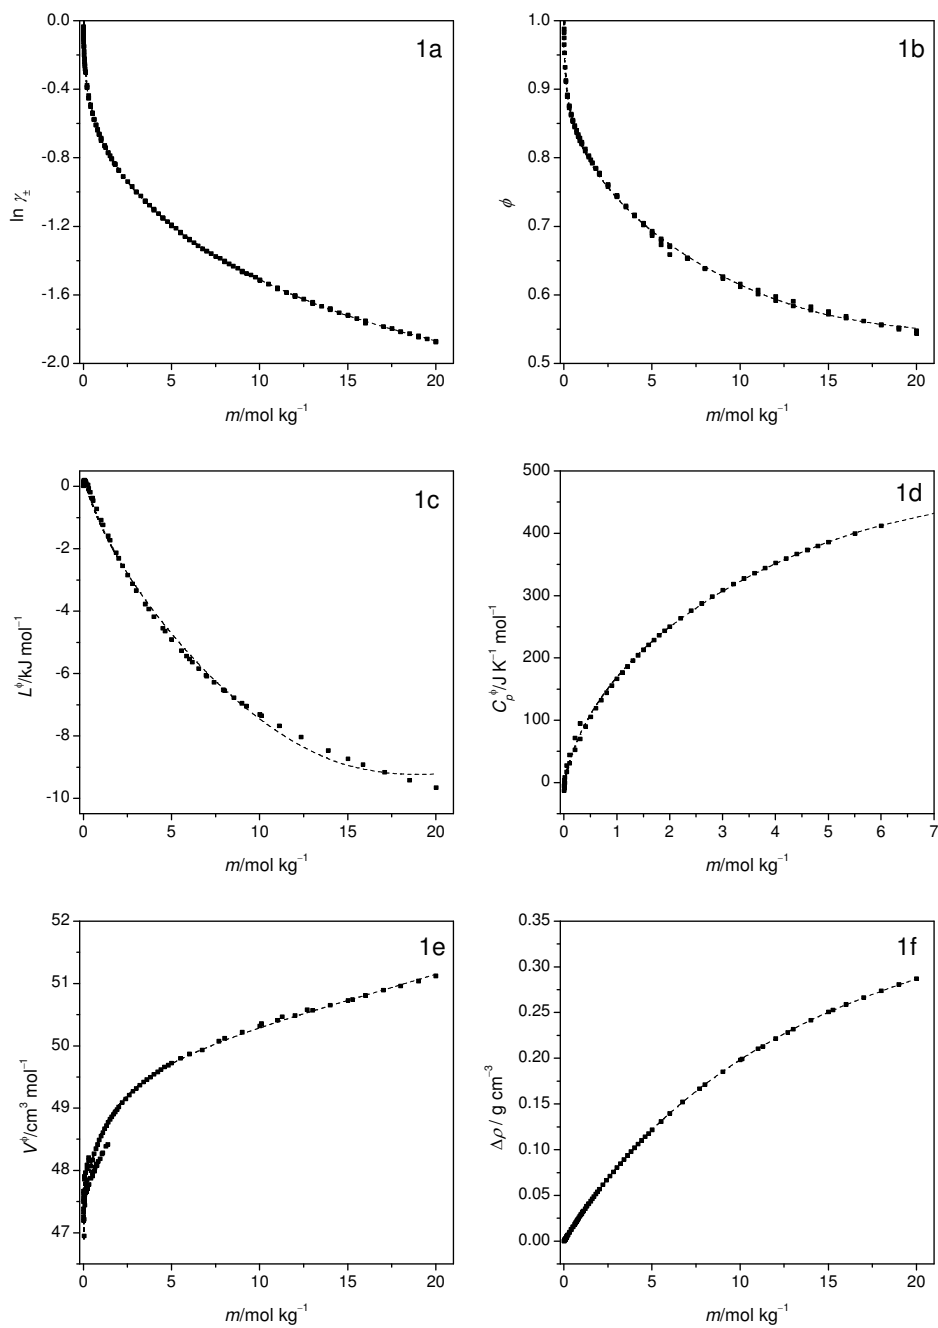 1a
0.0
-0.4
-0.8
-1.2
-1.6
-2.0
ln γ±
0 5 10 15 20
m/mol kg⁻¹
1b
1.0
0.9
0.8
0.7
0.6
0.5
ϕ
0 5 10 15 20
m/mol kg⁻¹
1c
0
-2
-4
-6
-8
-10
Lᶲ/kJ mol⁻¹
0 5 10 15 20
m/mol kg⁻¹
1d
500
400
300
200
100
0
Cₚᶲ/J K⁻¹ mol⁻¹
0 1 2 3 4 5 6 7
m/mol kg⁻¹
1e
52
51
50
49
48
47
Vᶲ/cm³ mol⁻¹
0 5 10 15 20
m/mol kg⁻¹
1f
0.35
0.30
0.25
0.20
0.15
0.10
0.05
0.00
Δρ / g cm⁻³
0 5 10 15 20
m/mol kg⁻¹